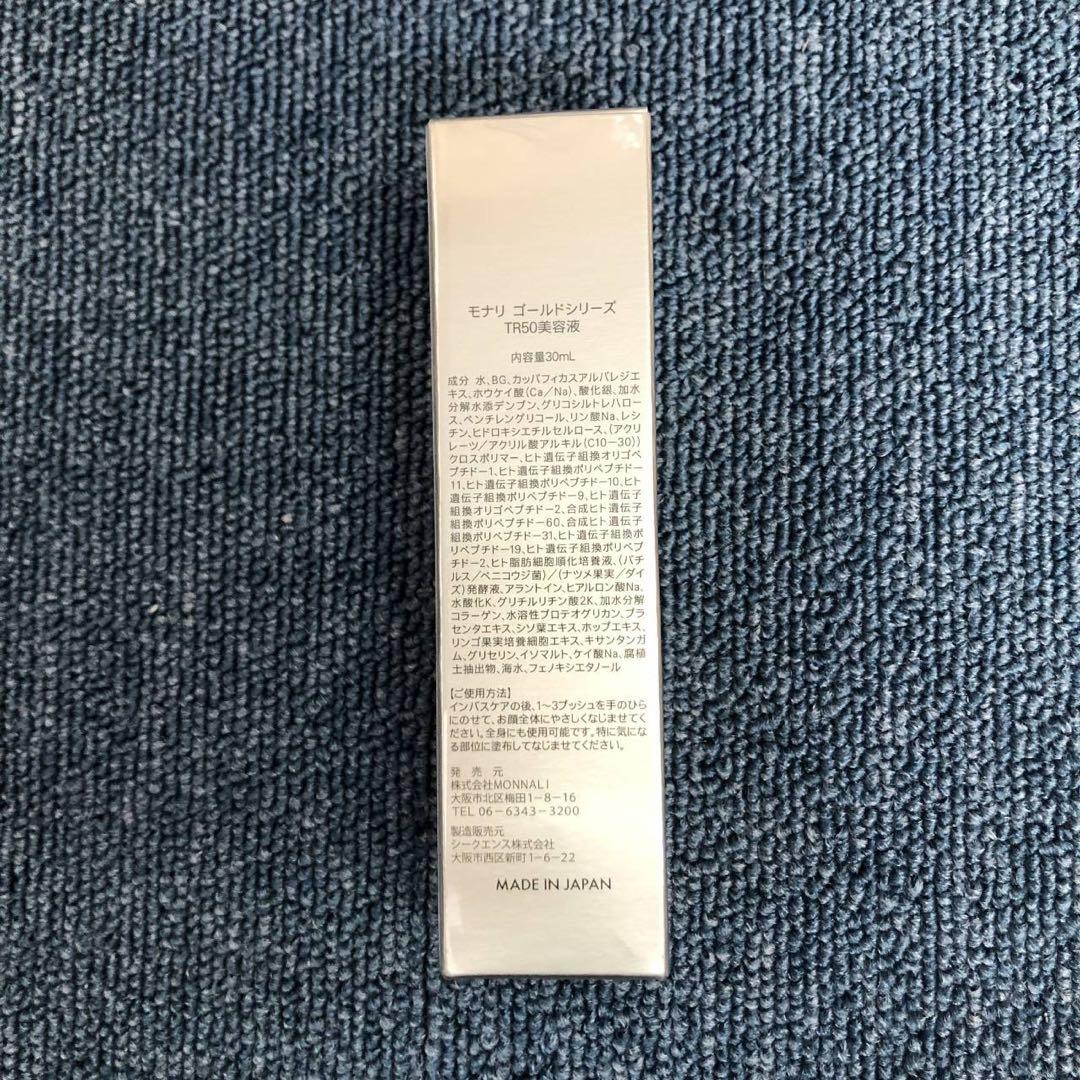 モナリ ゴールドシリーズ
TR50美容液
内容量30mL
成分 水、BG、カッパフィカスアルバレジエ
キス、ホウケイ酸(Ca/Na)、酸化銀、加水
分解水添デンプン、グリコシルトレハロー
ス、ペンチレングリコール、リン酸Na、レシ
チン、ヒドロキシエチルセルロース、(アクリ
レーツ/アクリル酸アルキル(C10-30))
クロスポリマー、ヒト遺伝子組換オリゴペ
プチド-1、ヒト遺伝子組換ポリペプチド-
11、ヒト遺伝子組換ポリペプチド-10、ヒト
遺伝子組換ポリペプチド-9、ヒト遺伝子
組換オリゴペプチド-2、合成ヒト遺伝子
組換ポリペプチド-60、合成ヒト遺伝子
組換ポリペプチド-31、ヒト遺伝子組換ポ
リペプチド-19、ヒト遺伝子組換ポリペプ
チド-2、ヒト脂肪細胞順化培養液、(バチ
ルス/ベニコウジ菌)/(ナツメ果実/ダイ
ズ)発酵液、アラントイン、ヒアルロン酸Na、
水酸化K、グリチルリチン酸2K、加水分解
コラーゲン、水溶性プロテオグリカン、プラ
センタエキス、シソ葉エキス、ホップエキス、
リンゴ果実培養細胞エキス、キサンタンガ
ム、グリセリン、イソマルト、ケイ酸Na、腐植
土抽出物、海水、フェノキシエタノール
【ご使用方法】
インバスケアの後、1～3プッシュを手のひら
にのせて、お顔全体にやさしくなじませてく
ださい。全身にも使用可能です。特に気にな
る部位に塗布してなじませてください。
発 売 元
株式会社MONNALI
大阪市北区梅田1-8-16
TEL 06-6343-3200
製造販売元
シークエンス株式会社
大阪市西区新町1-6-22
MADE IN JAPAN